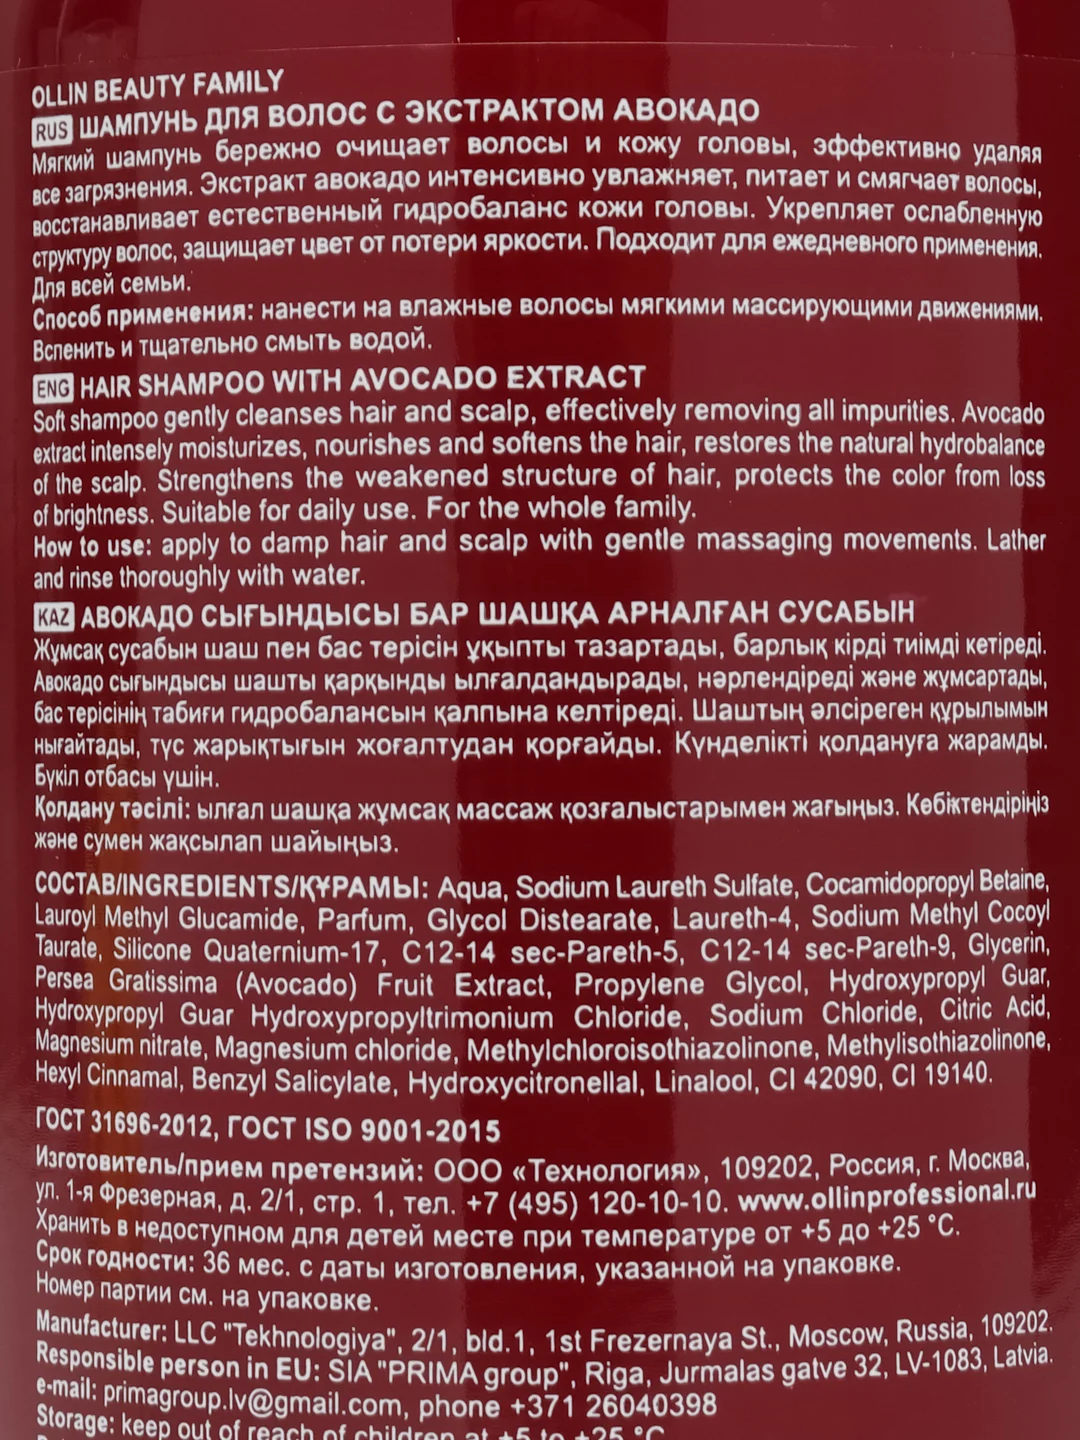 OLLIN BEAUTY FAMILY
RUS ШАМПУНЬ ДЛЯ ВОЛОС С ЭКСТРАКТОМ АВОКАДО
Мягкий шампунь бережно очищает волосы и кожу головы, эффективно удаляя
все загрязнения. Экстракт авокадо интенсивно увлажняет, питает и смягчает волосы,
восстанавливает естественный гидробаланс кожи головы. Укрепляет ослабленную
структуру волос, защищает цвет от потери яркости. Подходит для ежедневного применения.
Для всей семьи.
Способ применения: нанести на влажные волосы мягкими массирующими движениями.
Вспенить и тщательно смыть водой.
ENG HAIR SHAMPOO WITH AVOCADO EXTRACT
Soft shampoo gently cleanses hair and scalp, effectively removing all impurities. Avocado
extract intensely moisturizes, nourishes and softens the hair, restores the natural hydrobalance
of the scalp. Strengthens the weakened structure of hair, protects the color from loss
of brightness. Suitable for daily use. For the whole family.
How to use: apply to damp hair and scalp with gentle massaging movements. Lather
and rinse thoroughly with water.
KAZ АВОКАДО СЫҒЫНДЫСЫ БАР ШАШҚА АРНАЛҒАН СУСАБЫН
Жұмсақ сусабын шаш пен бас терісін ұқыпты тазартады, барлық кірді тиімді кетіреді.
Авокадо сығындысы шашты қарқынды ылғалдандырады, нәрлендіреді және жұмсартады,
бас терісінің табиғи гидробалансын қалпына келтіреді. Шаштың әлсіреген құрылымын
нығайтады, түс жарықтығын жоғалтудан қорғайды. Күнделікті қолдануға жарамды.
Бүкіл отбасы үшін.
Қолдану тәсілі: ылғал шашқа жұмсақ массаж қозғалыстарымен жағыңыз. Көбіктендіріңіз
және сумен жақсылап шайыңыз.
СОСТАВ/INGREDIENTS/ҚҰРАМЫ: Aqua, Sodium Laureth Sulfate, Cocamidopropyl Betaine,
Lauroyl Methyl Glucamide, Parfum, Glycol Distearate, Laureth-4, Sodium Methyl Cocoyl
Taurate, Silicone Quaternium-17, C12-14 sec-Pareth-5, C12-14 sec-Pareth-9, Glycerin,
Persea Gratissima (Avocado) Fruit Extract, Propylene Glycol, Hydroxypropyl Guar,
Hydroxypropyl Guar Hydroxypropyltrimonium Chloride, Sodium Chloride, Citric Acid,
Magnesium nitrate, Magnesium chloride, Methylchloroisothiazolinone, Methylisothiazolinone,
Hexyl Cinnamal, Benzyl Salicylate, Hydroxycitronellal, Linalool, CI 42090, CI 19140.
ГОСТ 31696-2012, ГОСТ ISO 9001-2015
Изготовитель/прием претензий: ООО «Технология», 109202, Россия, г. Москва,
ул. 1-я Фрезерная, д. 2/1, стр. 1, тел. +7 (495) 120-10-10. www.ollinprofessional.ru
Хранить в недоступном для детей месте при температуре от +5 до +25 °C.
Срок годности: 36 мес. с даты изготовления, указанной на упаковке.
Номер партии см. на упаковке.
Manufacturer: LLC "Tekhnologiya", 2/1, bld.1, 1st Frezernaya St., Moscow, Russia, 109202.
Responsible person in EU: SIA "PRIMA group", Riga, Jurmalas gatve 32, LV-1083, Latvia.
e-mail: primagroup.lv@gmail.com, phone +371 26040398
Storage: keep out of reach of children at +5 to +25 °C